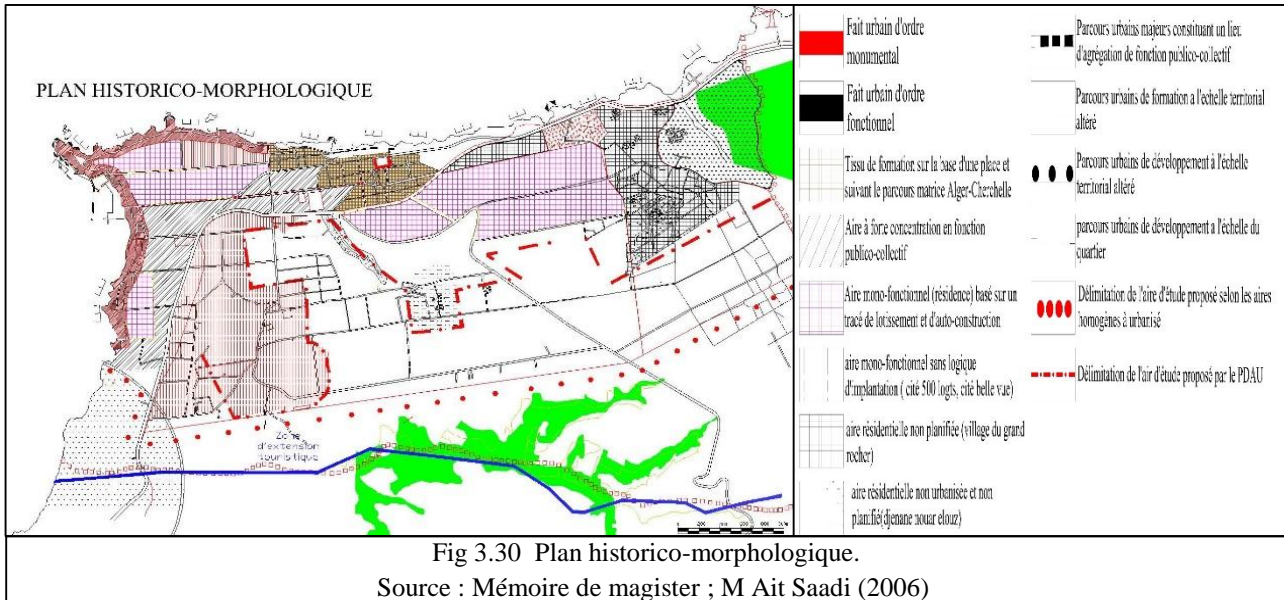 PLAN HISTORICO-MORPHOLOGIQUE
Zone
d'extension
touristique
Fait urbain d'ordre
monumental
Fait urbain d'ordre
fonctionnel
Tissu de formation sur la base d'une place et
suivant le parcours matrice Alger-Cherchelle
Aire à forte concentration en fonction
publico-collectif
Aire mono-fonctionnel (résidence) basé sur un
tracé de lotissement et d'auto-construction
aire mono-fonctionnel sans logique
d'implantation ( cité 500 logts, cité belle vue)
aire résidentielle non planifiée (village du grand
rocher)
aire résidentielle non urbanisée et non
planifié(djenane nouar elouz)
Parcours urbains majeurs constituant un lieu
d'agrégation de fonction publico-collectif
Parcours urbains de formation a l'échelle territorial
altéré
Parcours urbains de développement à l'échelle
territorial altéré
parcours urbains de développement a l'échelle du
quartier
Délimitation de l'aire d'étude proposé selon les aires
homogènes à urbanisé
Délimitation de l'air d'étude proposé par le PDAU
Fig 3.30 Plan historico-morphologique.
Source : Mémoire de magister ; M Ait Saadi (2006)